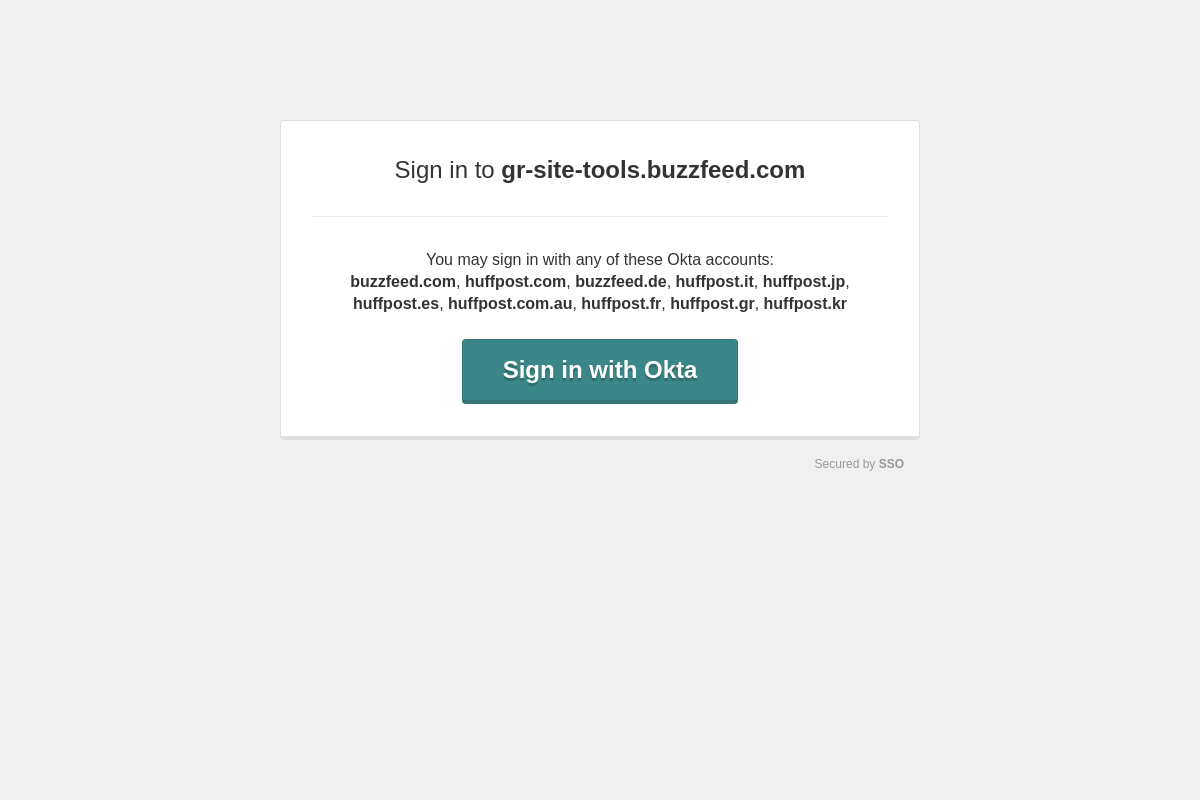 Sign in to gr-site-tools.buzzfeed.com
You may sign in with any of these Okta accounts:
buzzfeed.com, huffpost.com, buzzfeed.de, huffpost.it, huffpost.jp,
huffpost.es, huffpost.com.au, huffpost.fr, huffpost.gr, huffpost.kr
Sign in with Okta
Secured by SSO